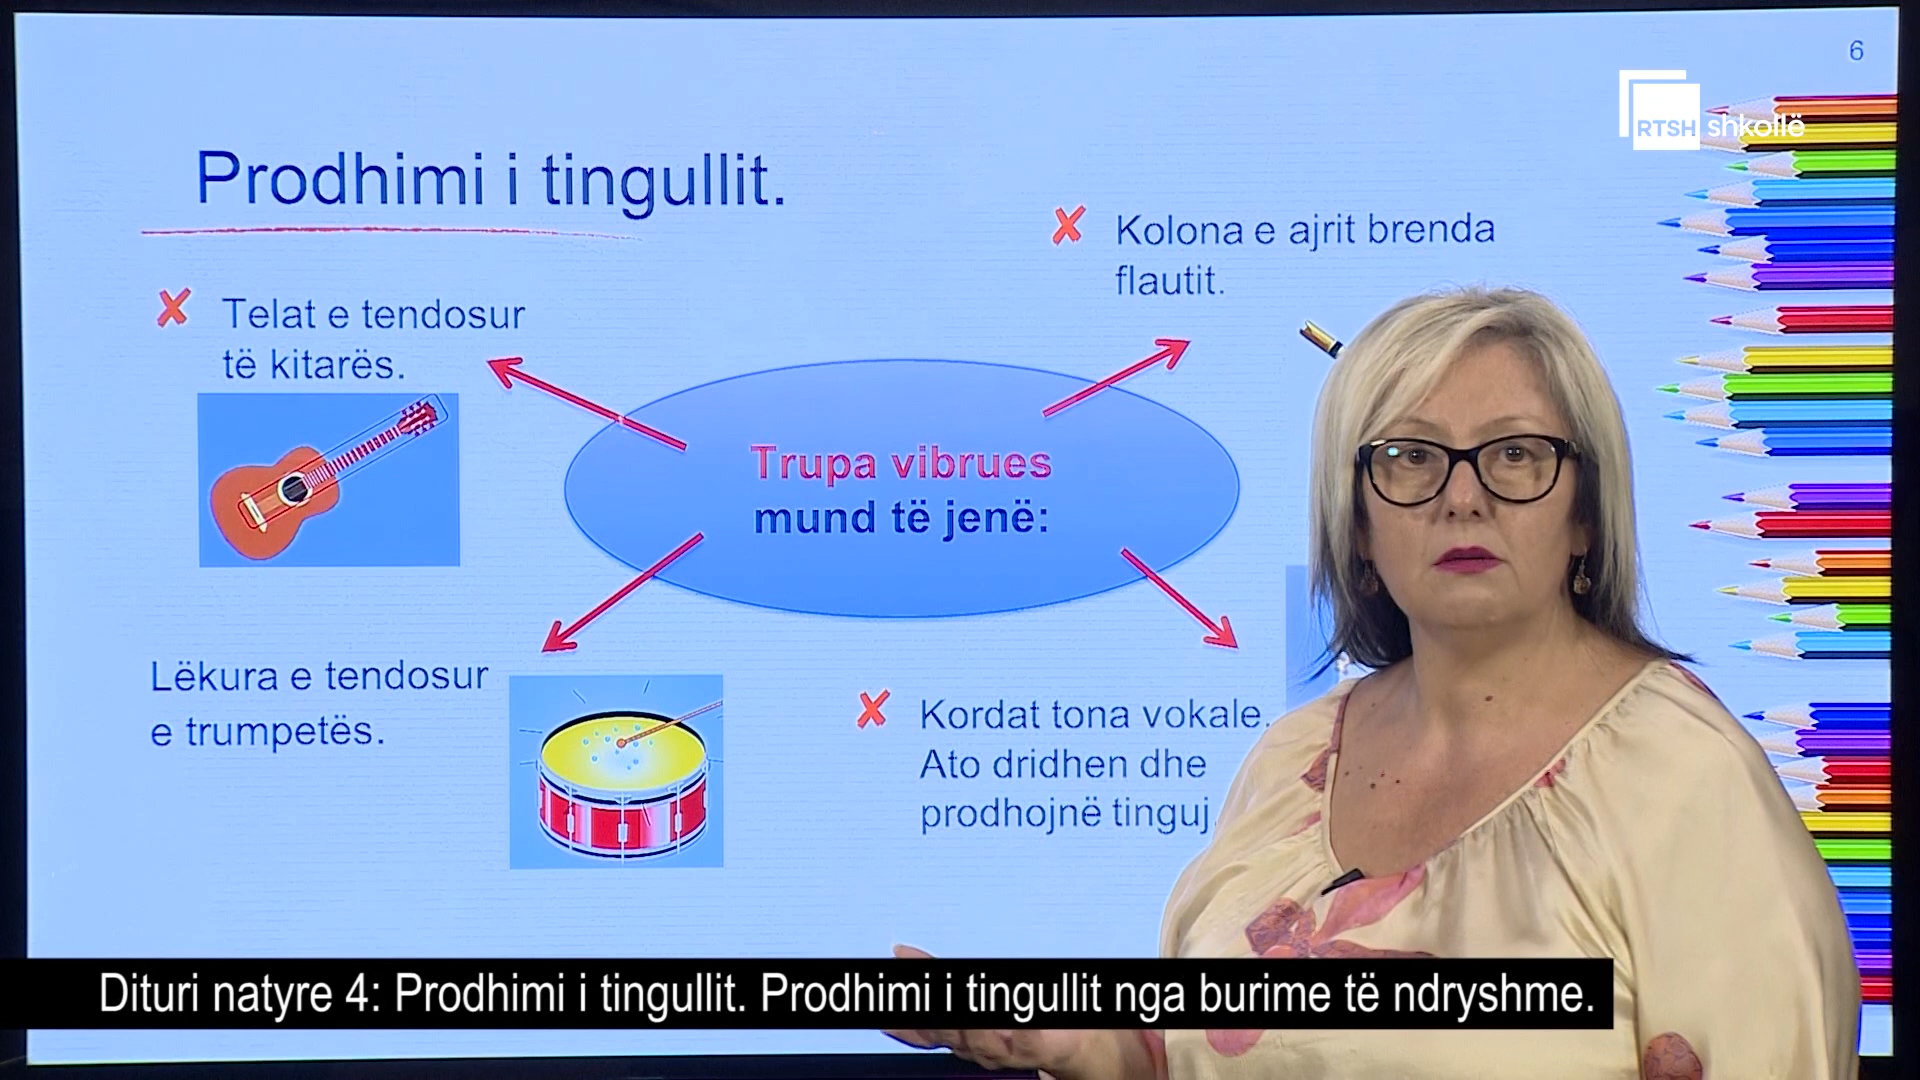 6
RTSH shkollë
Prodhimi i tingullit.
✘ Kolona e ajrit brenda
flautit.
✘ Telat e tendosur
të kitarës.
Trupa vibrues
mund të jenë:
Lëkura e tendosur
e trumpetës.
✘ Kordat tona vokale.
Ato dridhen dhe
prodhojnë tinguj.
Dituri natyre 4: Prodhimi i tingullit. Prodhimi i tingullit nga burime të ndryshme.